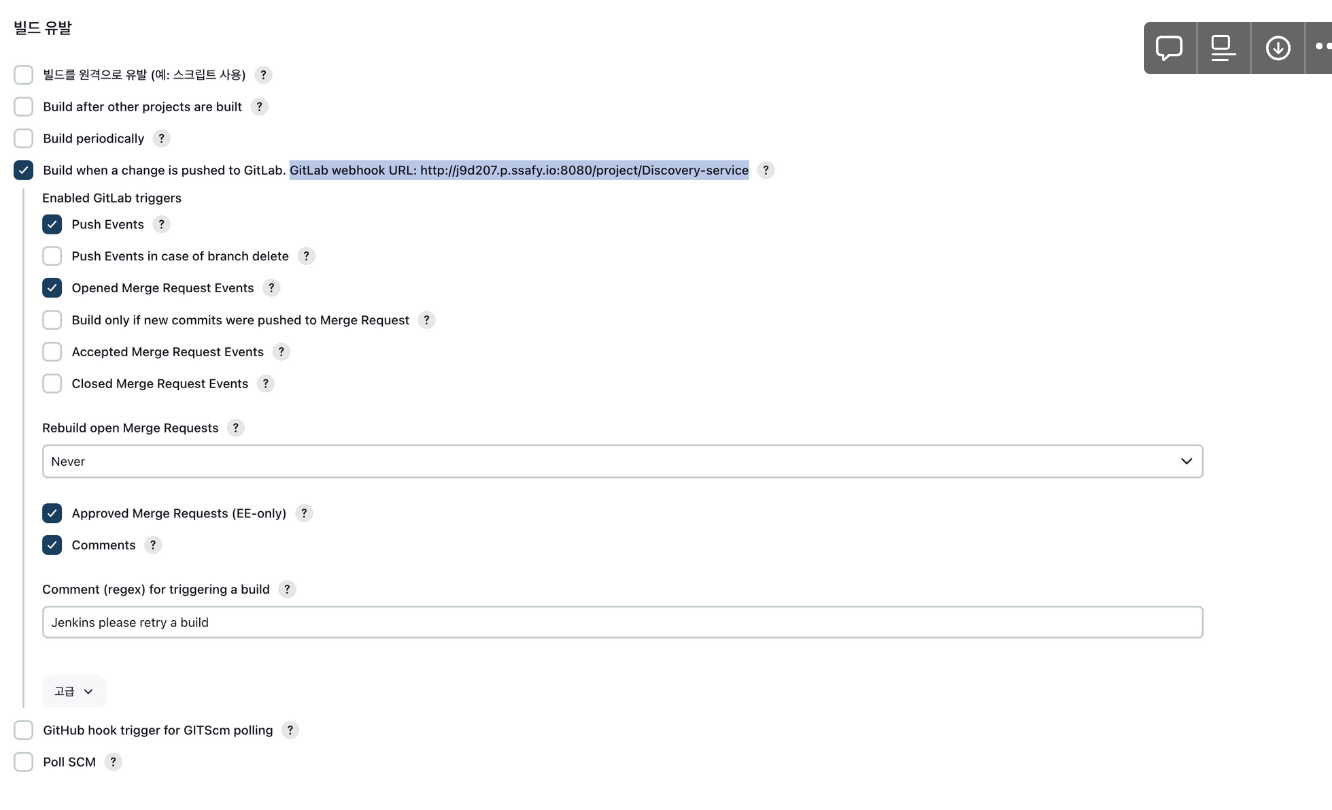 빌드 유발
빌드를 원격으로 유발 (예: 스크립트 사용) ?
Build after other projects are built ?
Build periodically ?
Build when a change is pushed to GitLab. GitLab webhook URL: http://j9d207.p.ssafy.io:8080/project/Discovery-service ?
Enabled GitLab triggers
Push Events ?
Push Events in case of branch delete ?
Opened Merge Request Events ?
Build only if new commits were pushed to Merge Request ?
Accepted Merge Request Events ?
Closed Merge Request Events ?
Rebuild open Merge Requests ?
Never
Approved Merge Requests (EE-only) ?
Comments ?
Comment (regex) for triggering a build ?
Jenkins please retry a build
고급
GitHub hook trigger for GITScm polling ?
Poll SCM ?